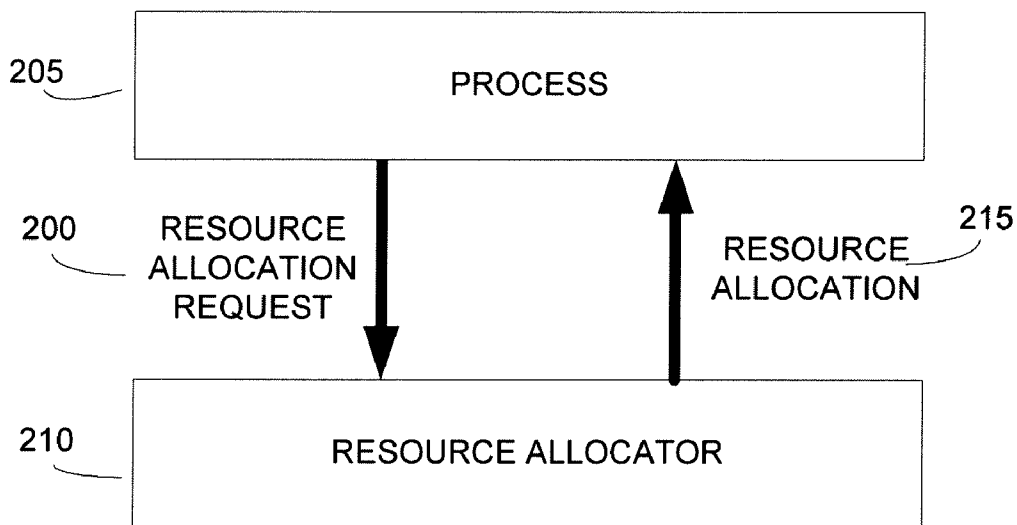 205
PROCESS
200
RESOURCE
ALLOCATION
REQUEST
215
RESOURCE
ALLOCATION
210
RESOURCE ALLOCATOR